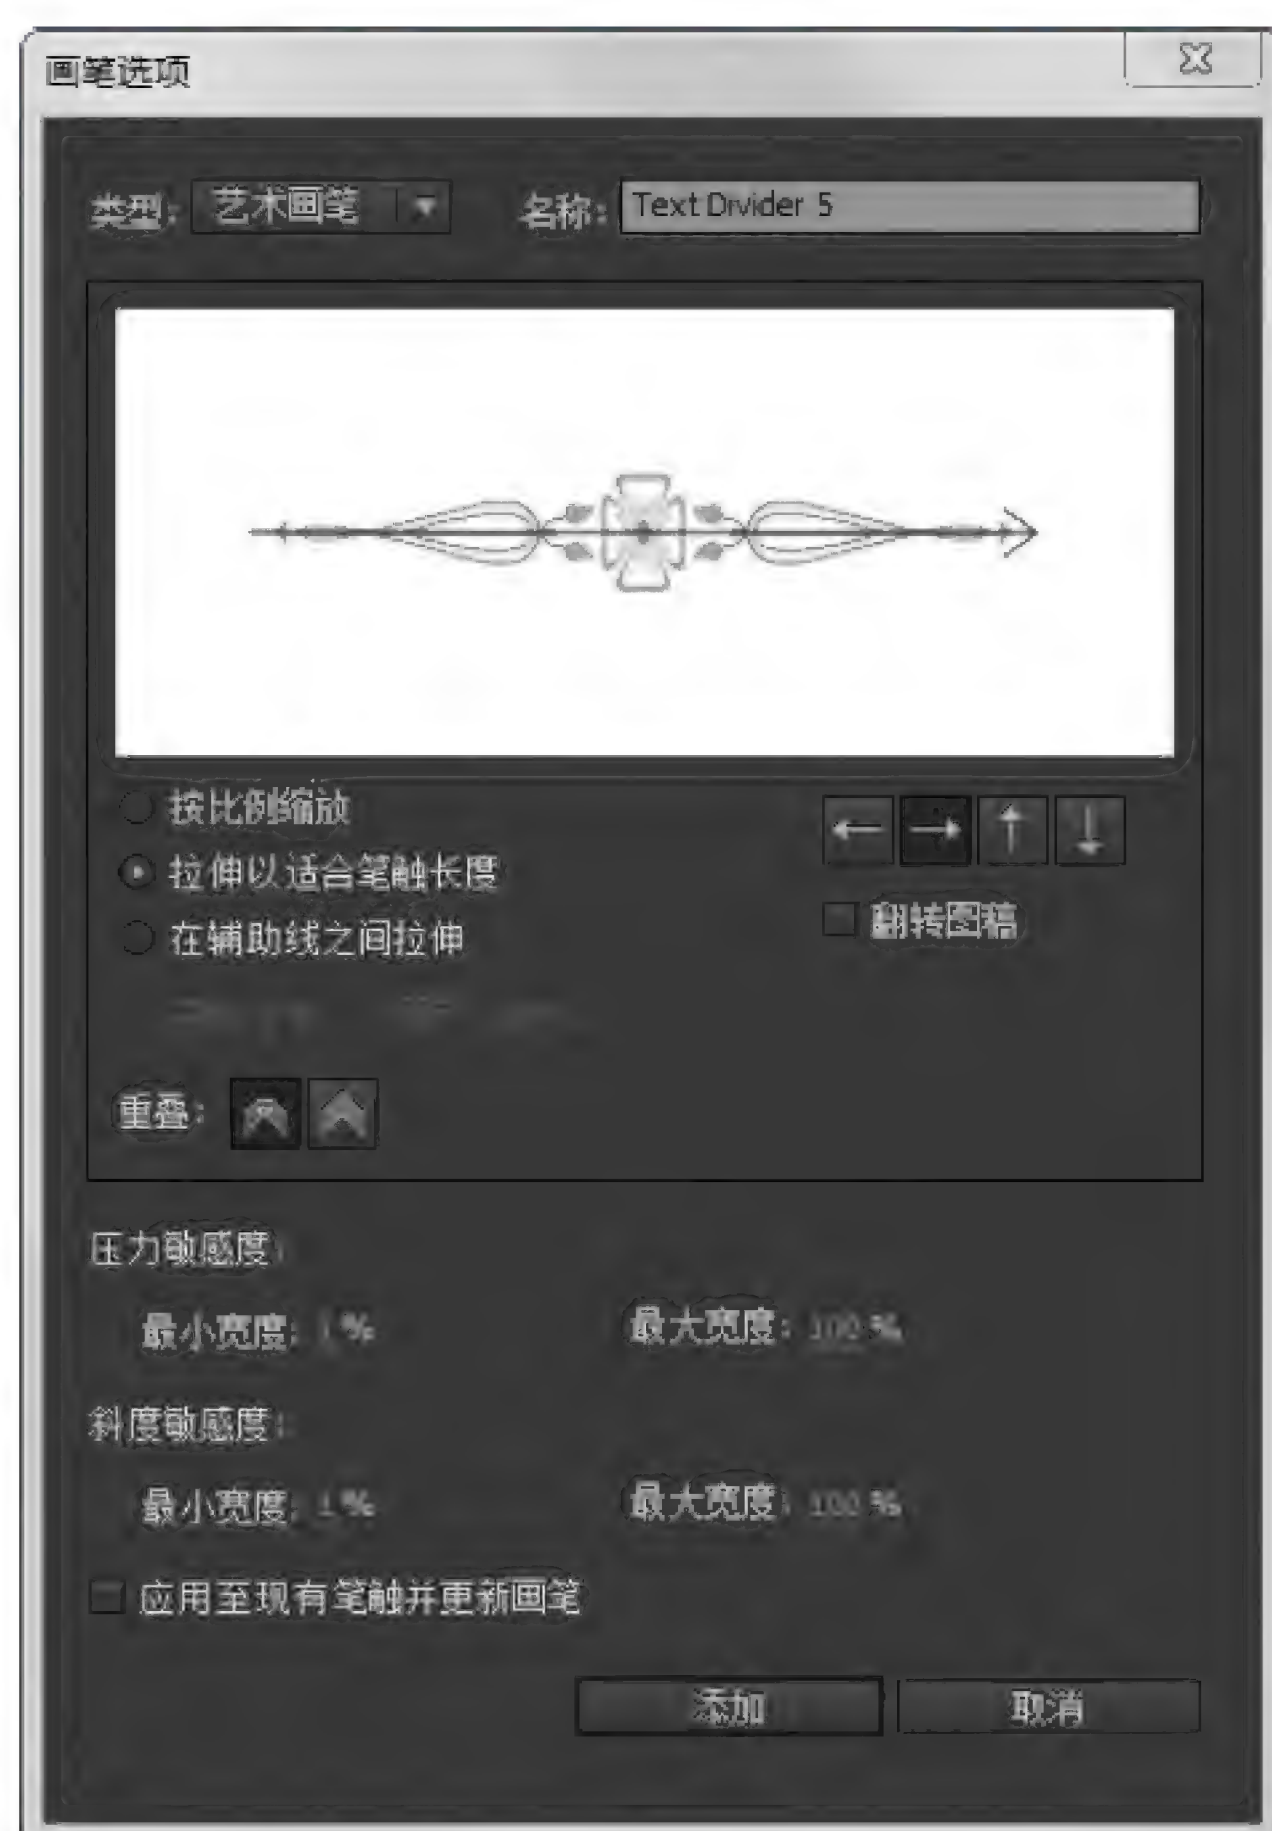 画笔选项
类型: 艺术画笔 名称: Text Divider 5
按比例缩放
拉伸以适合笔触长度
在辅助线之间拉伸
翻转图稿
重叠:
压力敏感度:
最小宽度: 1 % 最大宽度: 100 %
斜度敏感度:
最小宽度: 1 % 最大宽度: 100 %
应用至现有笔触并更新画笔
添加 取消